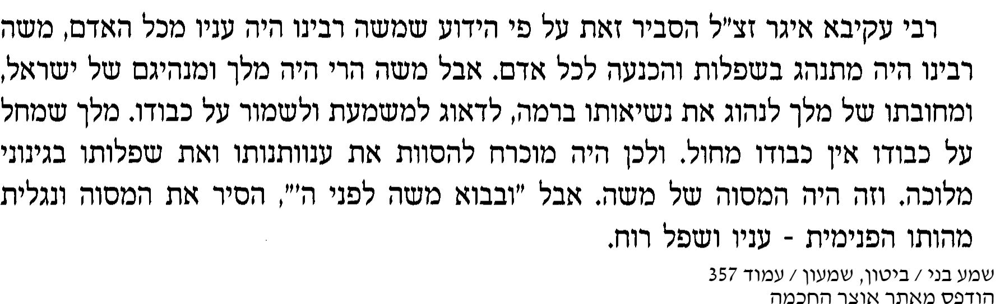 רבי עקיבא איגר זצ"ל הסביר זאת על פי הידוע שמשה רבינו היה עניו מכל האדם, משה
רבינו היה מתנהג בשפלות והכנעה לכל אדם. אבל משה הרי היה מלך ומנהיגם של ישראל,
ומחובתו של מלך לנהוג את נשיאותו ברמה, לדאוג למשמעת ולשמור על כבודו. מלך שמחל
על כבודו אין כבודו מחול. ולכן היה מוכרח להסוות את ענוותנותו ואת שפלותו בגינוני
מלוכה. וזה היה המסוה של משה. אבל "ובבוא משה לפני ה'", הסיר את המסוה ונגלית
מהותו הפנימית - עניו ושפל רוח.
שמע בני / ביטון, שמעון / עמוד 357
הודפס מאתר אוצר החכמה